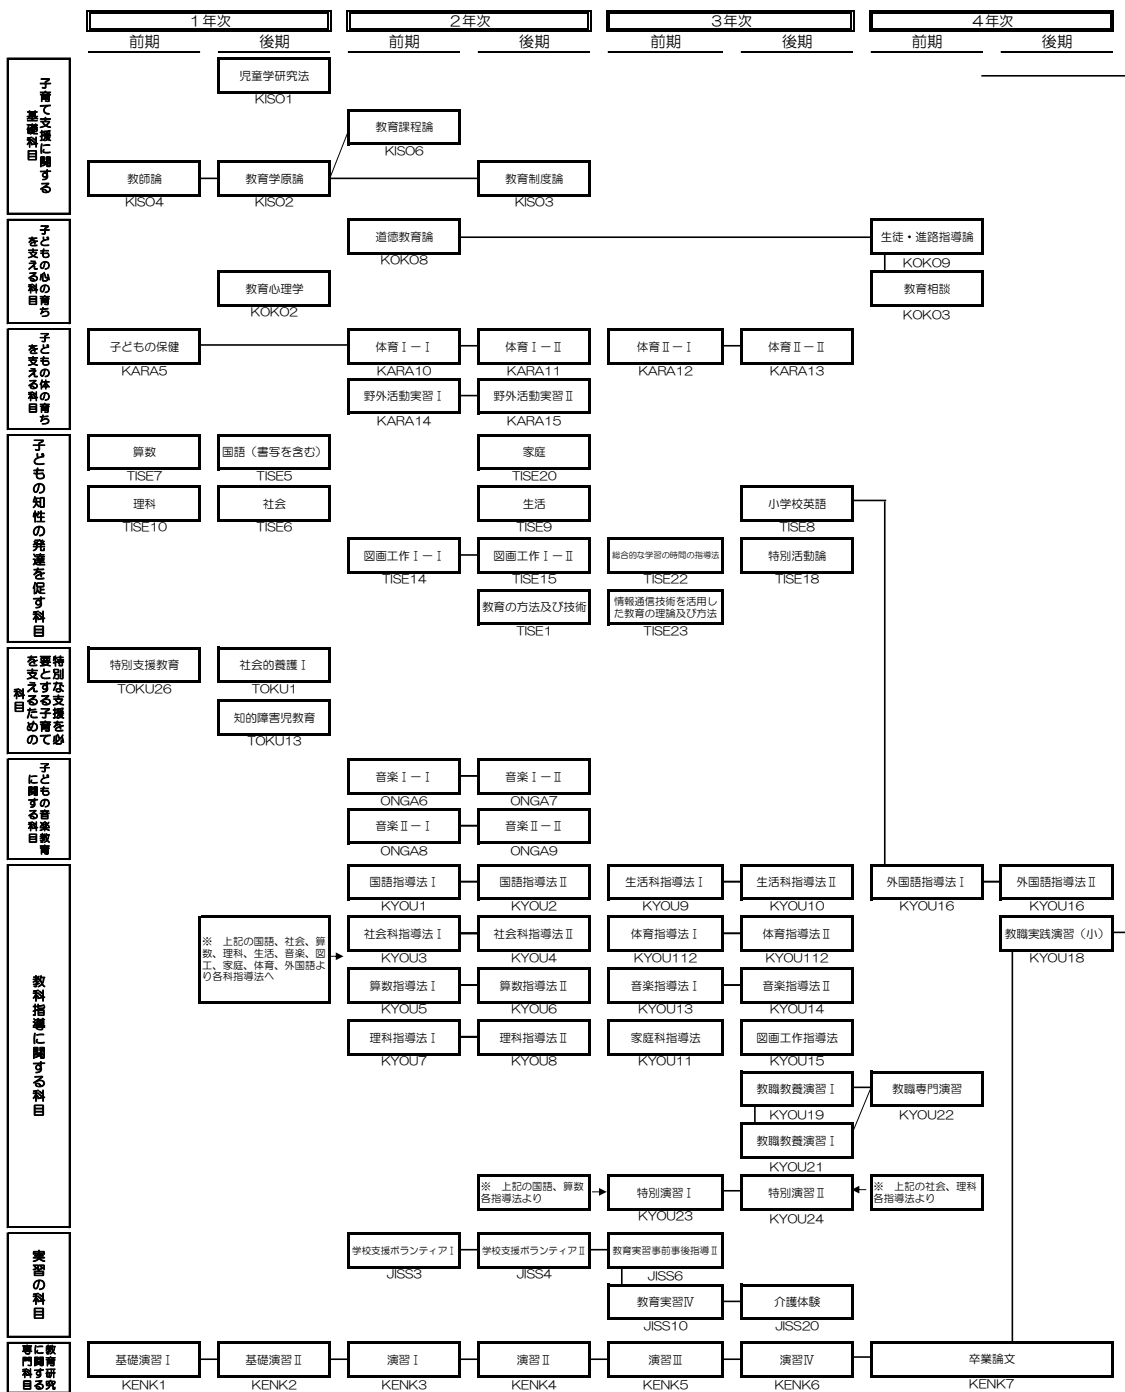 １年次
２年次
３年次
４年次
前期
後期
前期
後期
前期
後期
前期
後期
子育て支援に関する
基礎科目
児童学研究法
KISO1
教育課程論
KISO6
教師論
KISO4
教育学原論
KISO2
教育制度論
KISO3
子どもの心の育ち
を支える科目
道徳教育論
KOKO8
生徒・進路指導論
KOKO9
教育心理学
KOKO2
教育相談
KOKO3
子どもの体の育ち
を支える科目
子どもの保健
KARA5
体育Ⅰ－Ⅰ
KARA10
体育Ⅰ－Ⅱ
KARA11
体育Ⅱ－Ⅰ
KARA12
体育Ⅱ－Ⅱ
KARA13
野外活動実習Ⅰ
KARA14
野外活動実習Ⅱ
KARA15
子どもの知性の発達を促す科目
算数
TISE7
国語（書写を含む）
TISE5
家庭
TISE20
理科
TISE10
社会
TISE6
生活
TISE9
小学校英語
TISE8
図画工作Ⅰ－Ⅰ
TISE14
図画工作Ⅰ－Ⅱ
TISE15
総合的な学習の時間の指導法
TISE22
特別活動論
TISE18
教育の方法及び技術
TISE1
情報通信技術を活用し
た教育の理論及び方法
TISE23
特別な支援を必
要とする子育て
を支えるための
科目
特別支援教育
TOKU26
社会的養護Ⅰ
TOKU1
知的障害児教育
TOKU13
子どもの音楽教育
に関する科目
音楽Ⅰ－Ⅰ
ONGA6
音楽Ⅰ－Ⅱ
ONGA7
音楽Ⅱ－Ⅰ
ONGA8
音楽Ⅱ－Ⅱ
ONGA9
教科指導に関する科目
国語指導法Ⅰ
KYOU1
国語指導法Ⅱ
KYOU2
生活科指導法Ⅰ
KYOU9
生活科指導法Ⅱ
KYOU10
外国語指導法Ⅰ
KYOU16
外国語指導法Ⅱ
KYOU16
※　上記の国語、社会、算
数、理科、生活、音楽、図
工、家庭、体育、外国語よ
り各科指導法へ
社会科指導法Ⅰ
KYOU3
社会科指導法Ⅱ
KYOU4
体育指導法Ⅰ
KYOU112
体育指導法Ⅱ
KYOU112
教職実践演習（小）
KYOU18
算数指導法Ⅰ
KYOU5
算数指導法Ⅱ
KYOU6
音楽指導法Ⅰ
KYOU13
音楽指導法Ⅱ
KYOU14
理科指導法Ⅰ
KYOU7
理科指導法Ⅱ
KYOU8
家庭科指導法
KYOU11
図画工作指導法
KYOU15
教職教養演習Ⅰ
KYOU19
教職専門演習
KYOU22
教職教養演習Ⅰ
KYOU21
※　上記の国語、算数
各指導法より
特別演習Ⅰ
KYOU23
特別演習Ⅱ
KYOU24
※　上記の社会、理科
各指導法より
実習の科目
学校支援ボランティアⅠ
JISS3
学校支援ボランティアⅡ
JISS4
教育実習事前事後指導Ⅱ
JISS6
教育実習Ⅳ
JISS10
介護体験
JISS20
教育研究
に関する
専門科目
基礎演習Ⅰ
KENK1
基礎演習Ⅱ
KENK2
演習Ⅰ
KENK3
演習Ⅱ
KENK4
演習Ⅲ
KENK5
演習Ⅳ
KENK6
卒業論文
KENK7